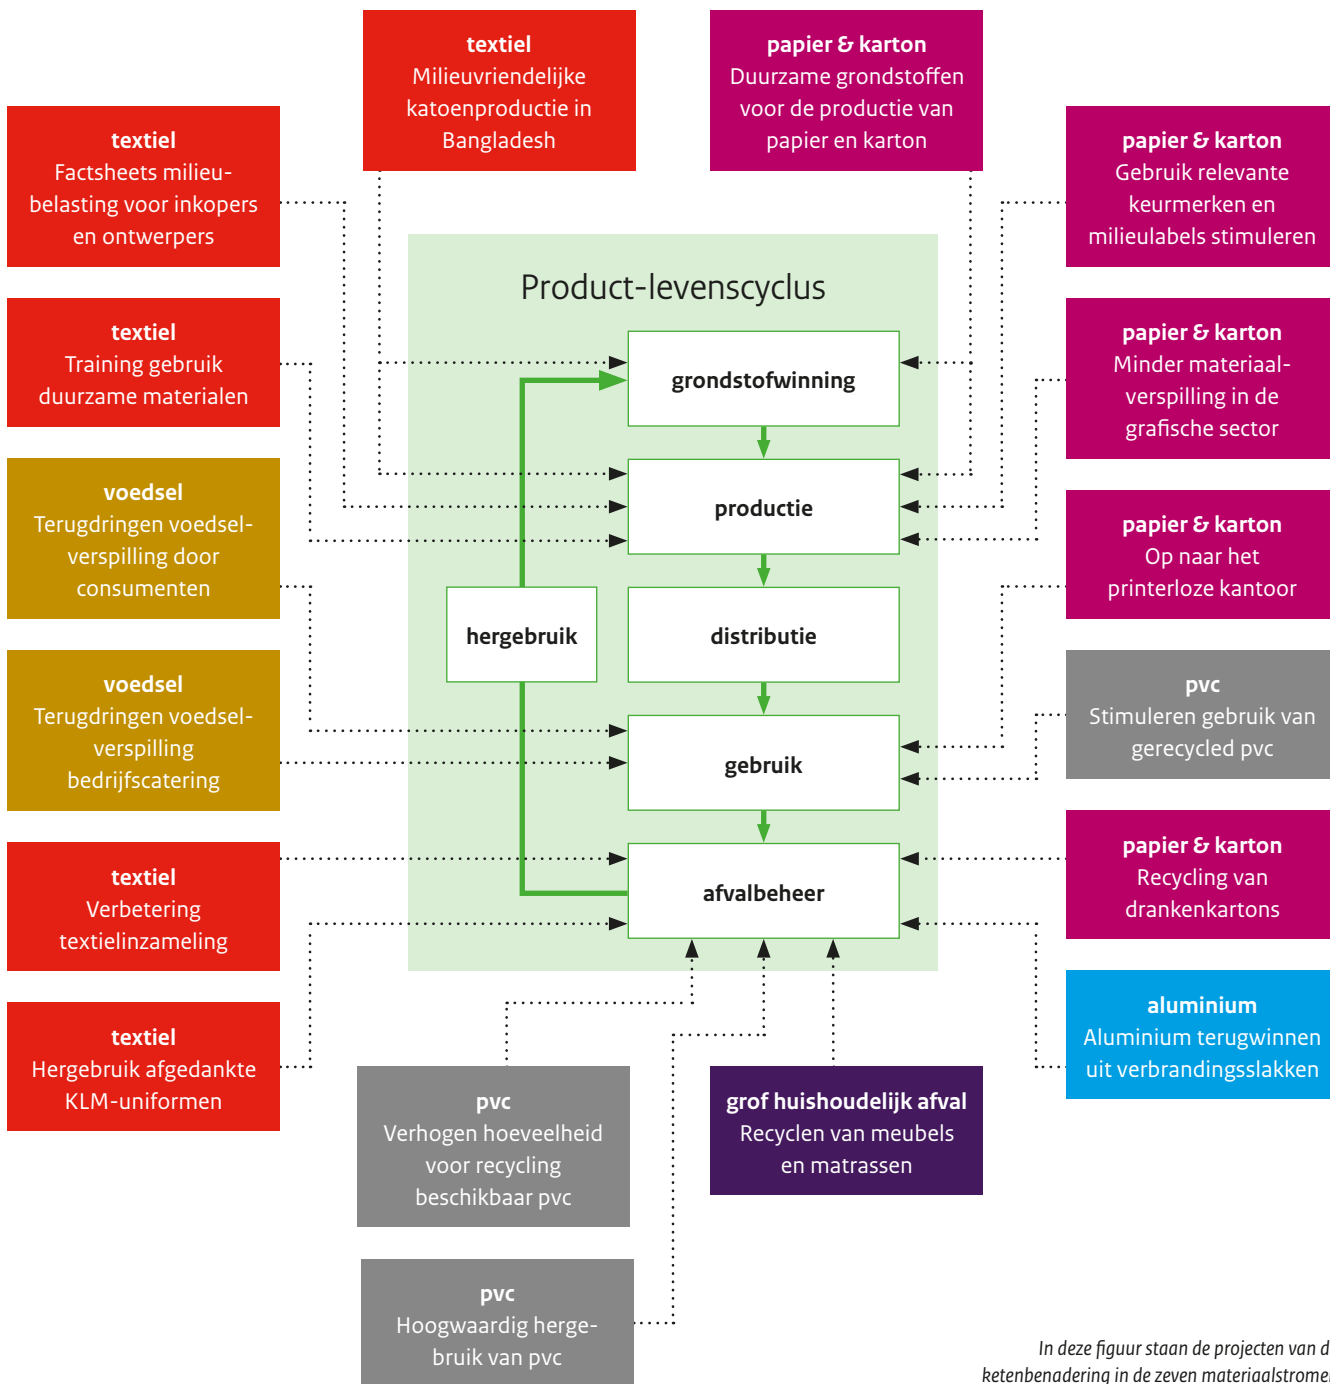 textiel
Milieuvriendelijke
katoenproductie in
Bangladesh
papier & karton
Duurzame grondstoffen
voor de productie van
papier en karton
textiel
Factsheets milieu-
belasting voor inkopers
en ontwerpers
textiel
Training gebruik
duurzame materialen
voedsel
Terugdringen voedsel-
verspilling door
consumenten
voedsel
Terugdringen voedsel-
verspilling
bedrijfscatering
textiel
Verbetering
textielinzameling
textiel
Hergebruik afgedankte
KLM-uniformen
Product-levenscyclus
grondstofwinning
productie
hergebruik
distributie
gebruik
afvalbeheer
papier & karton
Gebruik relevante
keurmerken en
milieulabels stimuleren
papier & karton
Minder materiaal-
verspilling in de
grafische sector
papier & karton
Op naar het
printerloze kantoor
pvc
Stimuleren gebruik van
gerecycled pvc
papier & karton
Recycling van
drankenkartons
aluminium
Aluminium terugwinnen
uit verbrandingsslakken
pvc
Verhogen hoeveelheid
voor recycling
beschikbaar pvc
grof huishoudelijk afval
Recyclen van meubels
en matrassen
pvc
Hoogwaardig herge-
bruik van pvc
In deze figuur staan de projecten van d
ketenbenadering in de zeven materiaalstrome